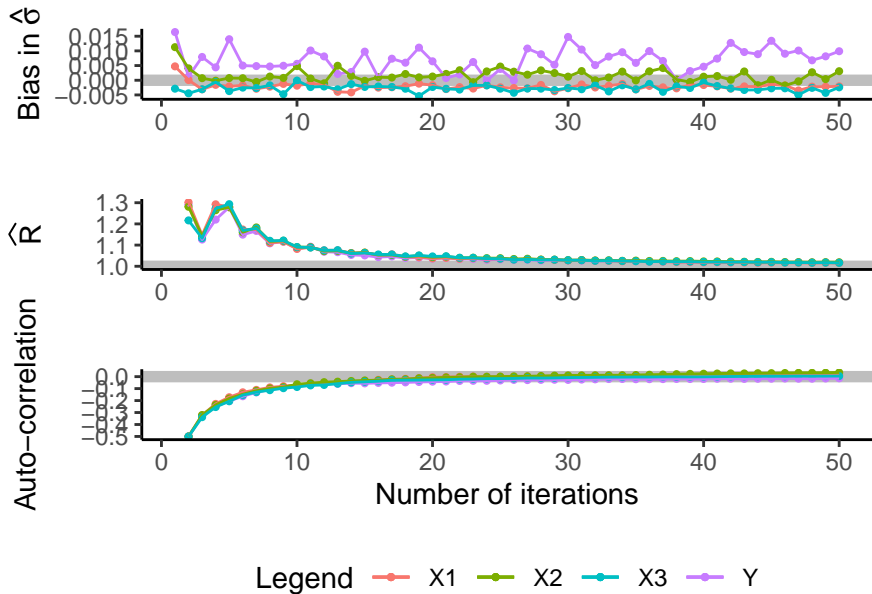 Bias in σ̂
0.015
0.010
0.005
0.000
−0.005
0 10 20 30 40 50
R̂
1.3
1.2
1.1
1.0
0 10 20 30 40 50
Auto−correlation
0.0
−0.1
−0.2
−0.3
−0.4
−0.5
0 10 20 30 40 50
Number of iterations
Legend X1 X2 X3 Y